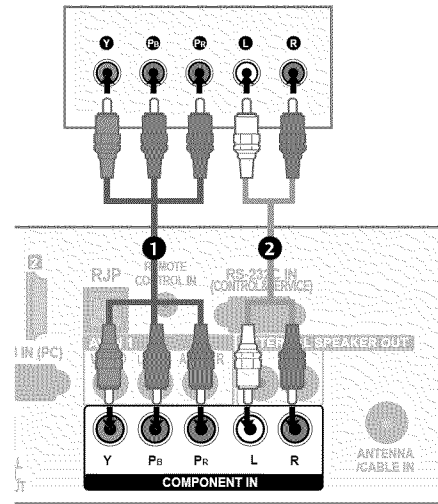 Y PB PR L R
1 2
2
RJP
REMOTE
CONTROL IN
RS-232C IN
(CONTROL&SERVICE)
IN (PC)
SPEAKER OUT
ANTENNA
/CABLE IN
Y PB PR L R
COMPONENT IN